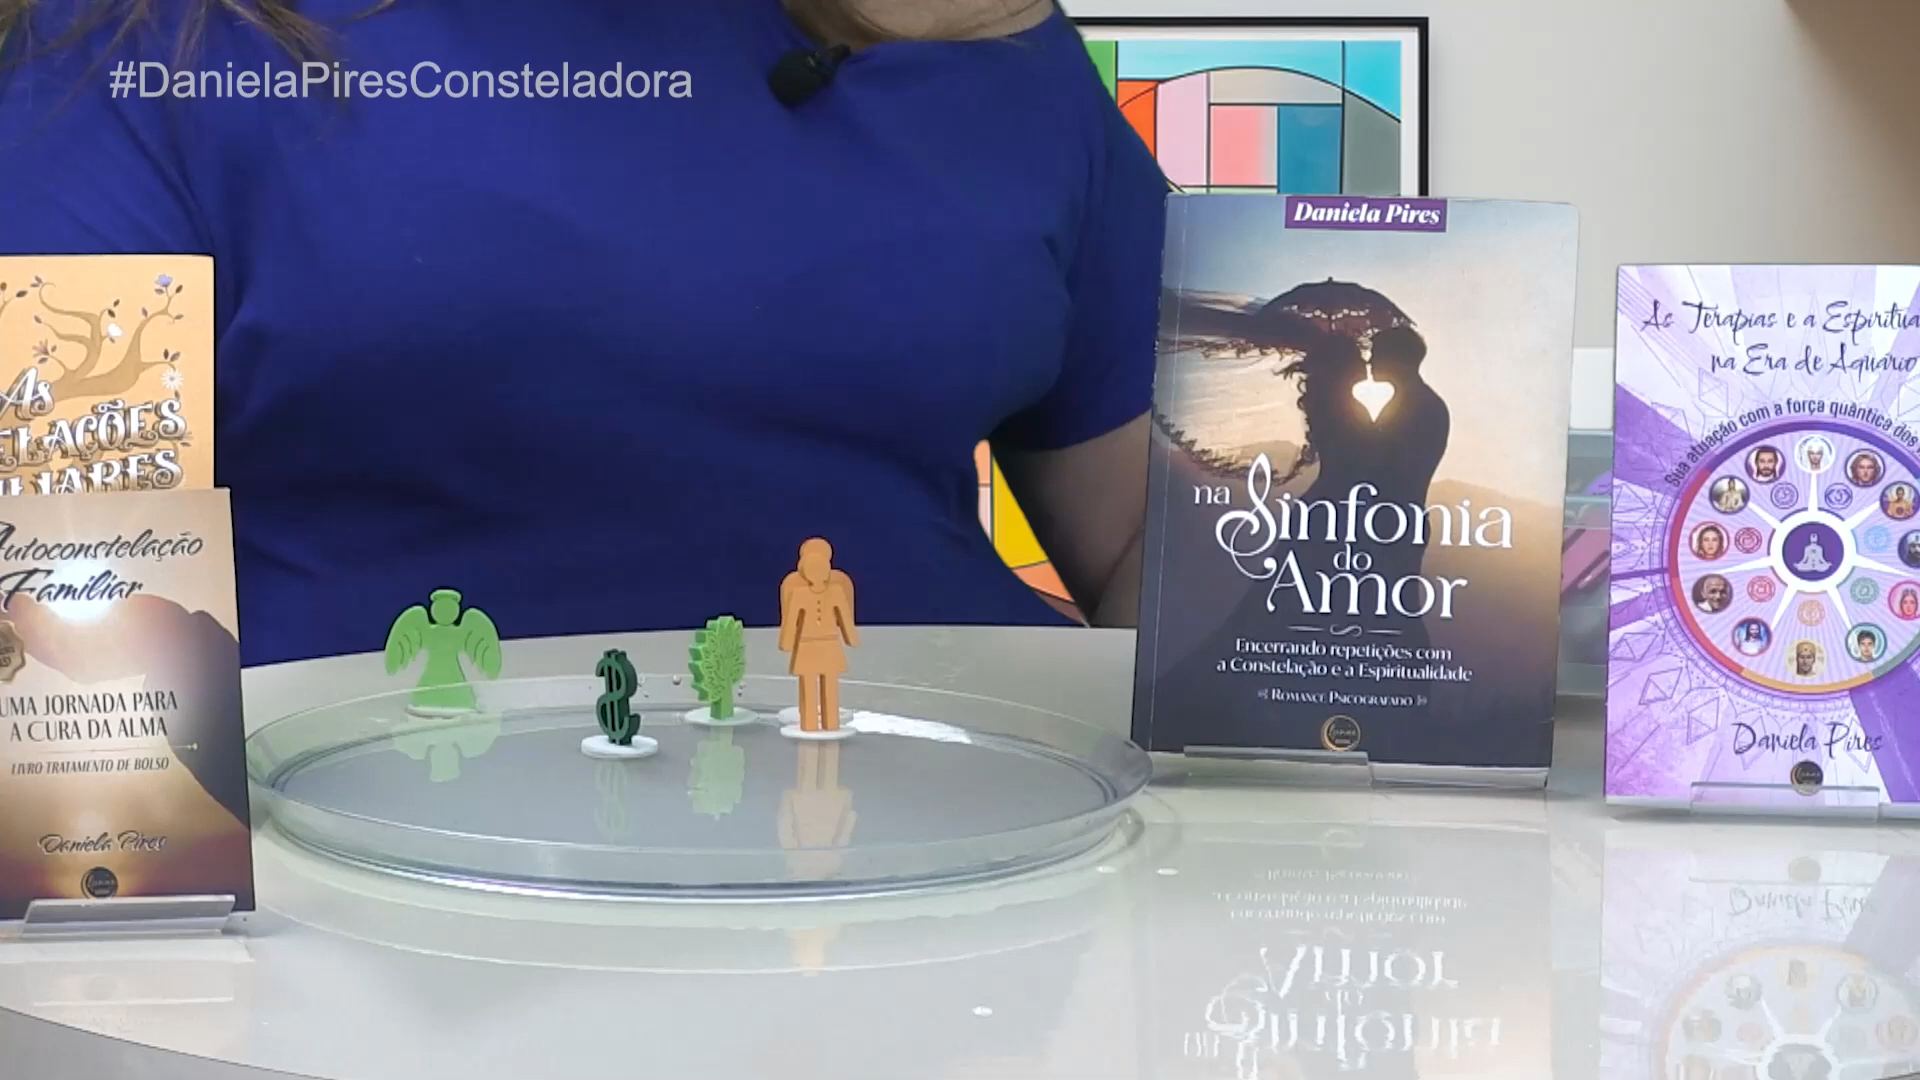 #DanielaPiresConsteladora
As
ELAÇÕES
Autoconstelação
Familiar
UMA JORNADA PARA
A CURA DA ALMA
LIVRO TRATAMENTO DE BOLSO
Daniela Pires
Daniela Pires
na Sinfonia
do
Amor
Encerrando repetições com
a Constelação e a Espiritualidade
Romance Psicografado
As Terapias e a Espiritua
na Era de Aquário
Sua atuação com a força quântica dos
Daniela Pires